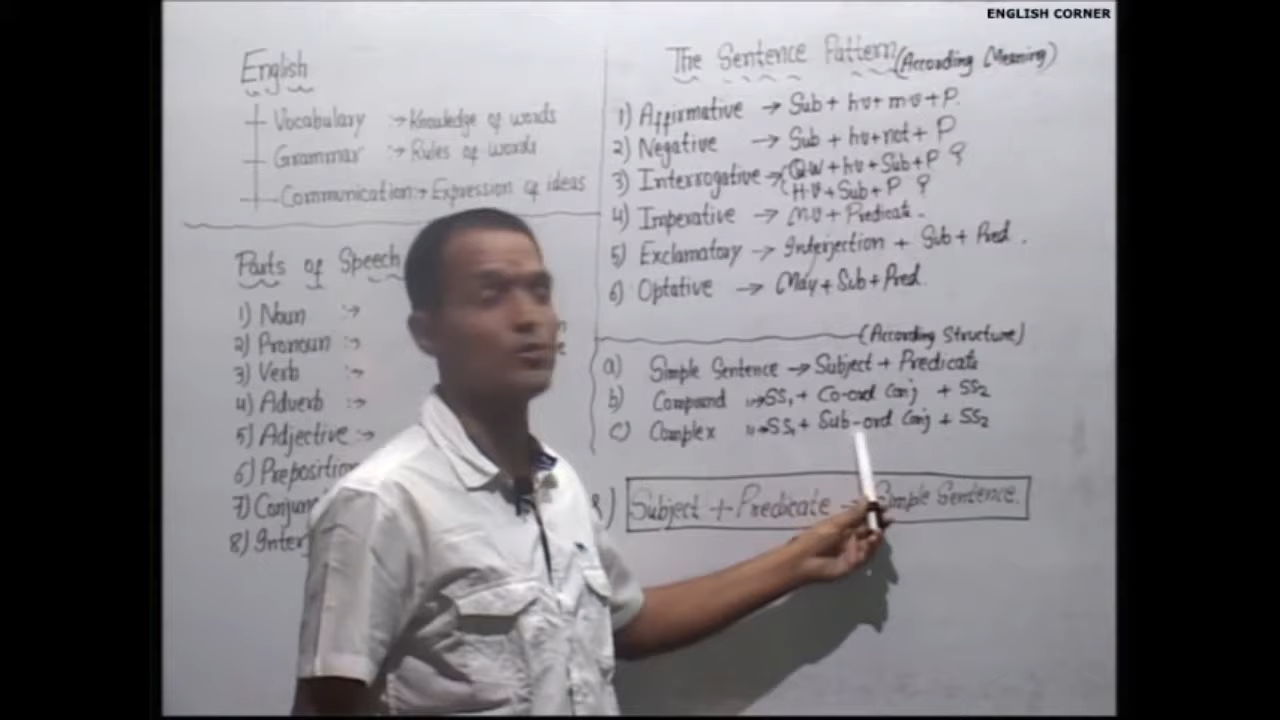 ENGLISH CORNER
English
Vocabulary :→ Knowledge of words
Grammar :→ Rules of words
Communication :→ Expression of ideas
Parts of Speech
1) Noun :→
2) Pronoun :→
3) Verb :→
4) Adverb :→
5) Adjective :→
6) Preposition
7) Conjun
8) Inter
The Sentence Pattern (According Meaning)
1) Affirmative → Sub + hv + mv + P.
2) Negative → Sub + hv + not + P
3) Interrogative → (QW + hv + Sub + P ?
(H.V + Sub + P ?
4) Imperative → M.V + Predicate.
5) Exclamatory → Interjection + Sub + Pred.
6) Optative → May + Sub + Pred.
(According Structure)
a) Simple Sentence → Subject + Predicate
b) Compound → SS1 + Co-ord Conj + SS2
c) Complex → SS1 + Sub-ord Conj + SS2
Subject + Predicate → Simple Sentence.